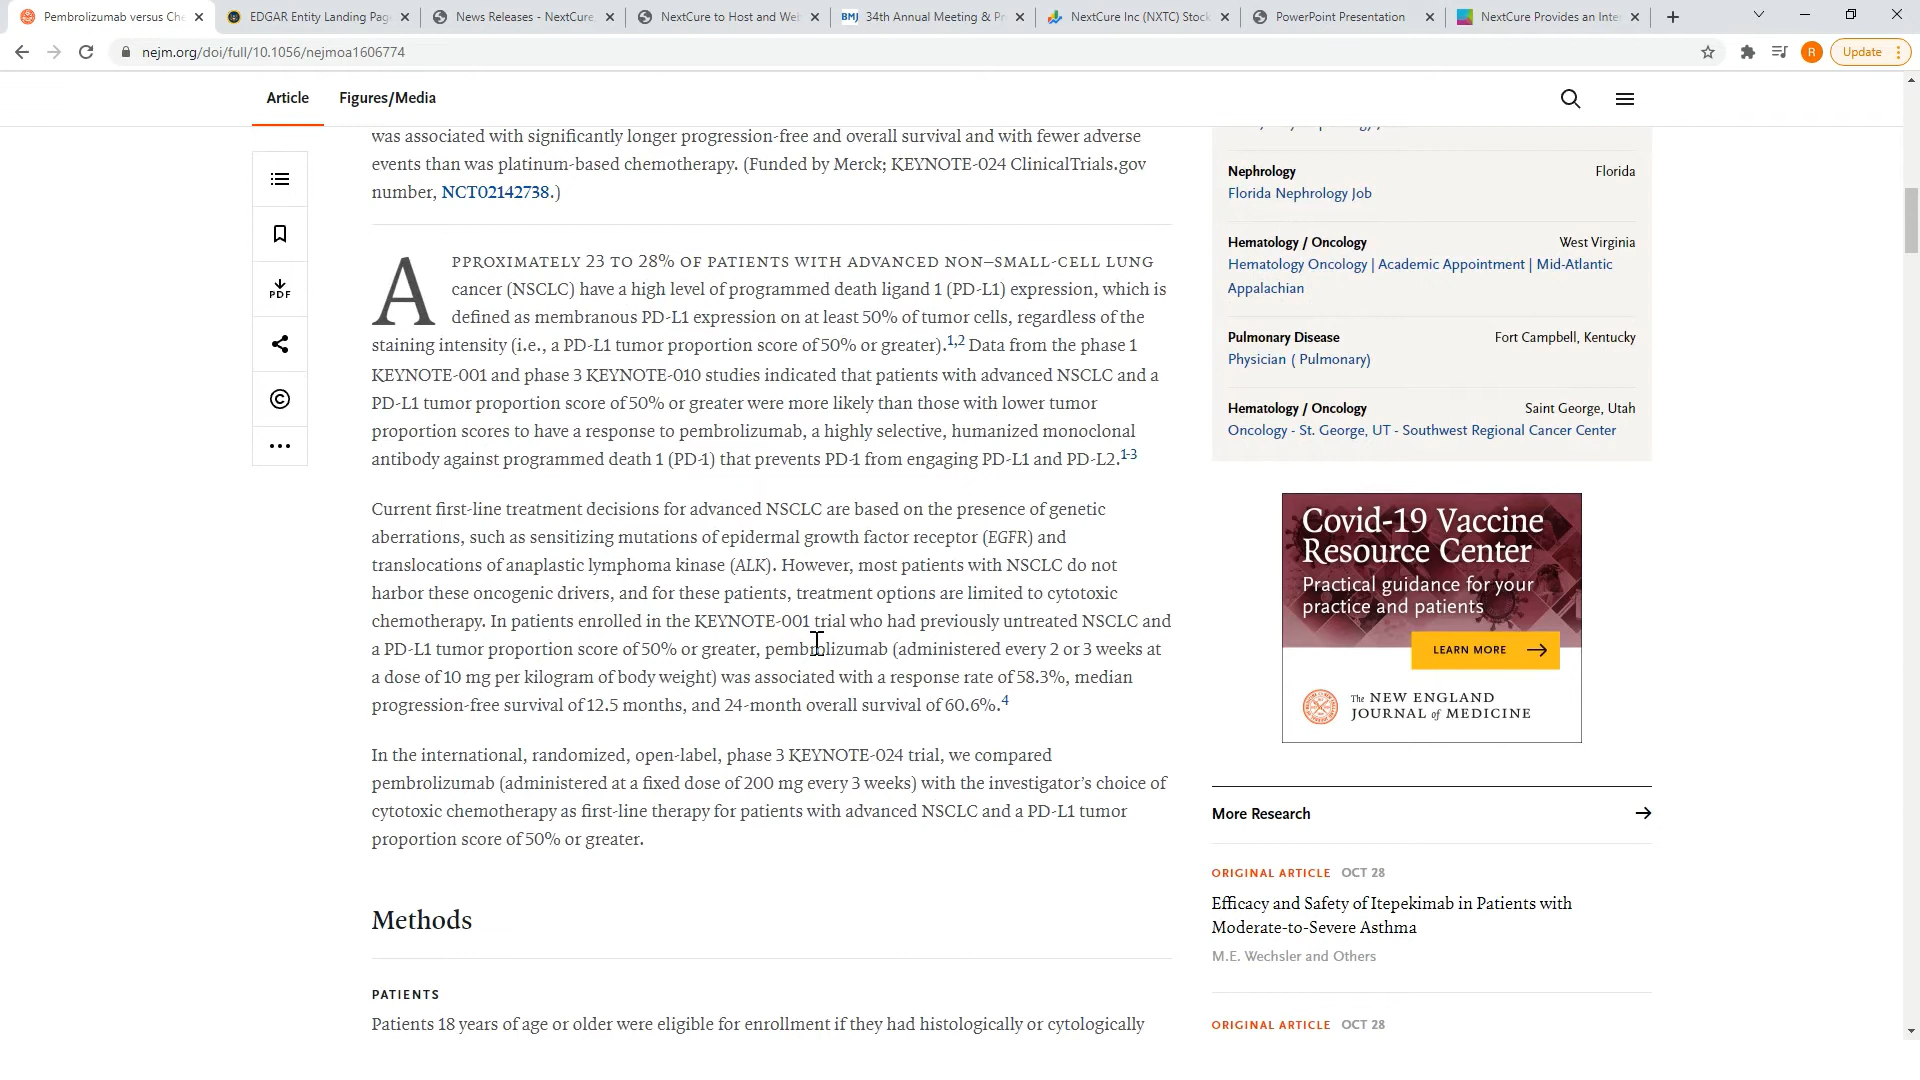 Pembrolizumab versus Che
EDGAR Entity Landing Pag
News Releases - NextCure
NextCure to Host and Web
BMJ 34th Annual Meeting & Pr
NextCure Inc (NXTC) Stock
PowerPoint Presentation
NextCure Provides an Inte
nejm.org/doi/full/10.1056/nejmoa1606774
R
Update
Article
Figures/Media
was associated with significantly longer progression-free and overall survival and with fewer adverse
events than was platinum-based chemotherapy. (Funded by Merck; KEYNOTE-024 ClinicalTrials.gov
number, NCT02142738.)
PDF
APPROXIMATELY 23 TO 28% OF PATIENTS WITH ADVANCED NON–SMALL-CELL LUNG
cancer (NSCLC) have a high level of programmed death ligand 1 (PD-L1) expression, which is
defined as membranous PD-L1 expression on at least 50% of tumor cells, regardless of the
staining intensity (i.e., a PD-L1 tumor proportion score of 50% or greater).1,2 Data from the phase 1
KEYNOTE-001 and phase 3 KEYNOTE-010 studies indicated that patients with advanced NSCLC and a
PD-L1 tumor proportion score of 50% or greater were more likely than those with lower tumor
proportion scores to have a response to pembrolizumab, a highly selective, humanized monoclonal
antibody against programmed death 1 (PD-1) that prevents PD-1 from engaging PD-L1 and PD-L2.1-3
Current first-line treatment decisions for advanced NSCLC are based on the presence of genetic
aberrations, such as sensitizing mutations of epidermal growth factor receptor (EGFR) and
translocations of anaplastic lymphoma kinase (ALK). However, most patients with NSCLC do not
harbor these oncogenic drivers, and for these patients, treatment options are limited to cytotoxic
chemotherapy. In patients enrolled in the KEYNOTE-001 trial who had previously untreated NSCLC and
a PD-L1 tumor proportion score of 50% or greater, pembrolizumab (administered every 2 or 3 weeks at
a dose of 10 mg per kilogram of body weight) was associated with a response rate of 58.3%, median
progression-free survival of 12.5 months, and 24-month overall survival of 60.6%.4
In the international, randomized, open-label, phase 3 KEYNOTE-024 trial, we compared
pembrolizumab (administered at a fixed dose of 200 mg every 3 weeks) with the investigator's choice of
cytotoxic chemotherapy as first-line therapy for patients with advanced NSCLC and a PD-L1 tumor
proportion score of 50% or greater.
Methods
PATIENTS
Patients 18 years of age or older were eligible for enrollment if they had histologically or cytologically
Nephrology Florida
Florida Nephrology Job
Hematology / Oncology West Virginia
Hematology Oncology | Academic Appointment | Mid-Atlantic
Appalachian
Pulmonary Disease Fort Campbell, Kentucky
Physician ( Pulmonary)
Hematology / Oncology Saint George, Utah
Oncology - St. George, UT - Southwest Regional Cancer Center
Covid-19 Vaccine
Resource Center
Practical guidance for your
practice and patients
LEARN MORE
The NEW ENGLAND
JOURNAL of MEDICINE
More Research
ORIGINAL ARTICLE OCT 28
Efficacy and Safety of Itepekimab in Patients with
Moderate-to-Severe Asthma
M.E. Wechsler and Others
ORIGINAL ARTICLE OCT 28